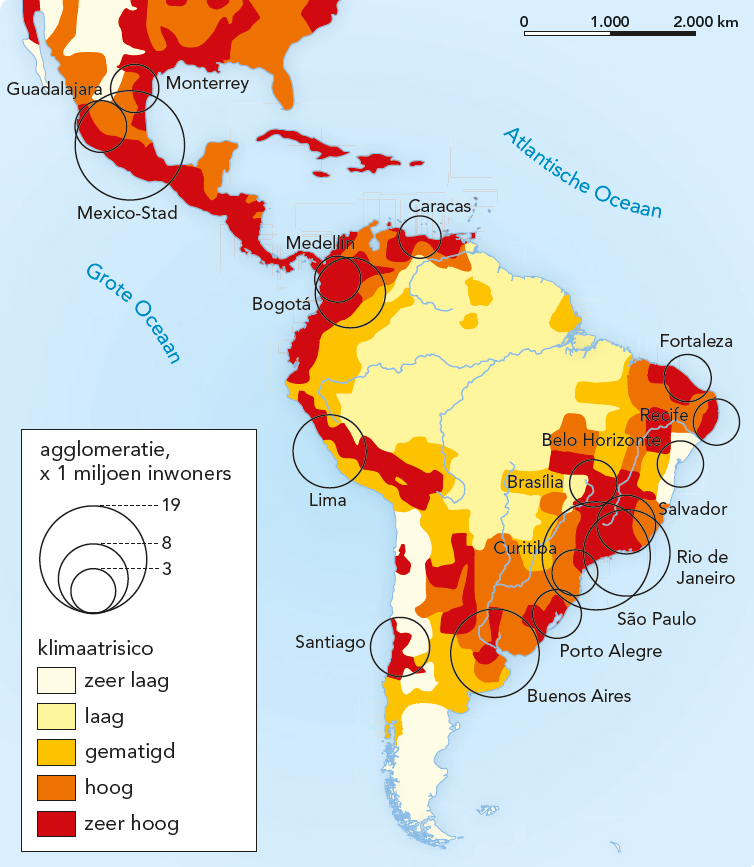 0 1.000 2.000 km
Guadalajara
Monterrey
Atlantische Oceaan
Mexico-Stad
Caracas
Medellín
Grote Oceaan
Bogotá
Fortaleza
Recife
Belo Horizonte
agglomeratie,
x 1 miljoen inwoners
Brasília
Lima
19
Salvador
8
Curitiba
Rio de
Janeiro
3
São Paulo
klimaatrisico
Santiago
Porto Alegre
zeer laag
Buenos Aires
laag
gematigd
hoog
zeer hoog